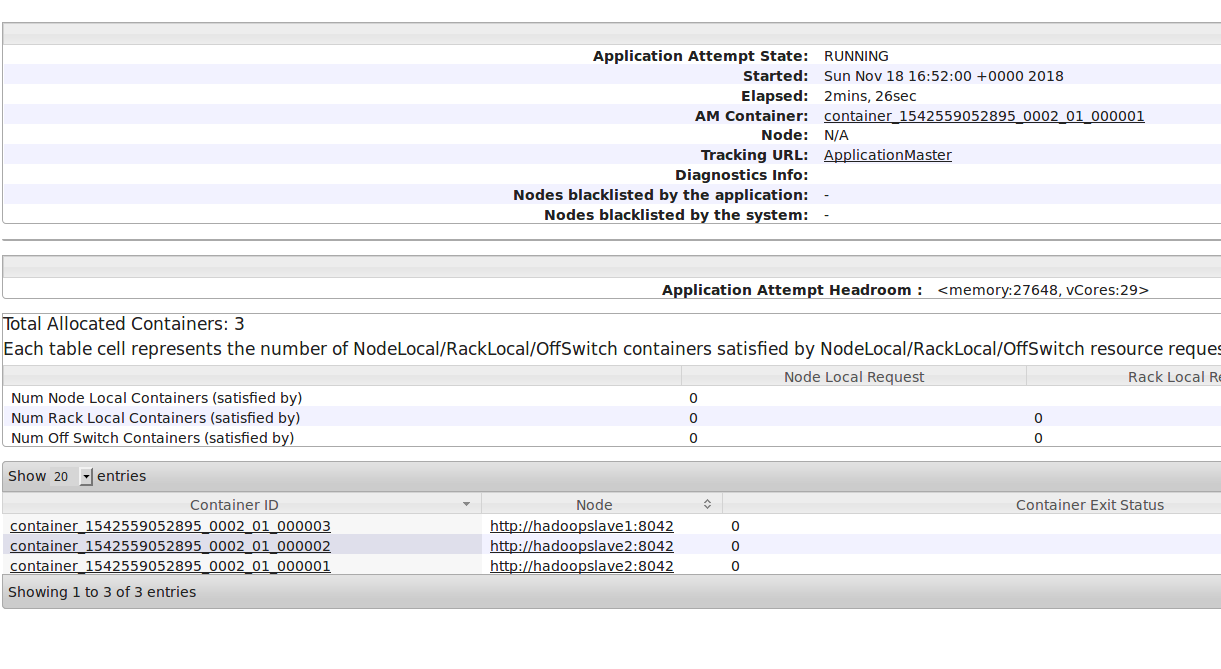 Application Attempt State: RUNNING
Started: Sun Nov 18 16:52:00 +0000 2018
Elapsed: 2mins, 26sec
AM Container: container_1542559052895_0002_01_000001
Node: N/A
Tracking URL: ApplicationMaster
Diagnostics Info:
Nodes blacklisted by the application: -
Nodes blacklisted by the system: -
Application Attempt Headroom : <memory:27648, vCores:29>
Total Allocated Containers: 3
Each table cell represents the number of NodeLocal/RackLocal/OffSwitch containers satisfied by NodeLocal/RackLocal/OffSwitch resource reques
Node Local Request Rack Local Re
Num Node Local Containers (satisfied by) 0
Num Rack Local Containers (satisfied by) 0 0
Num Off Switch Containers (satisfied by) 0 0
Show 20 entries
Container ID Node Container Exit Status
container_1542559052895_0002_01_000003 http://hadoopslave1:8042 0
container_1542559052895_0002_01_000002 http://hadoopslave2:8042 0
container_1542559052895_0002_01_000001 http://hadoopslave2:8042 0
Showing 1 to 3 of 3 entries